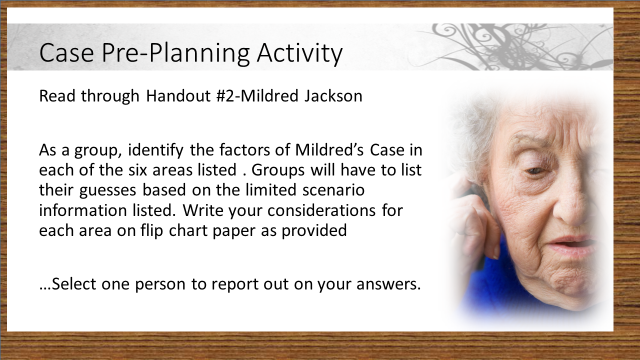 Case Pre-Planning Activity
Read through Handout #2-Mildred Jackson
As a group, identify the factors of Mildred’s Case in
each of the six areas listed . Groups will have to list
their guesses based on the limited scenario
information listed. Write your considerations for
each area on flip chart paper as provided
…Select one person to report out on your answers.